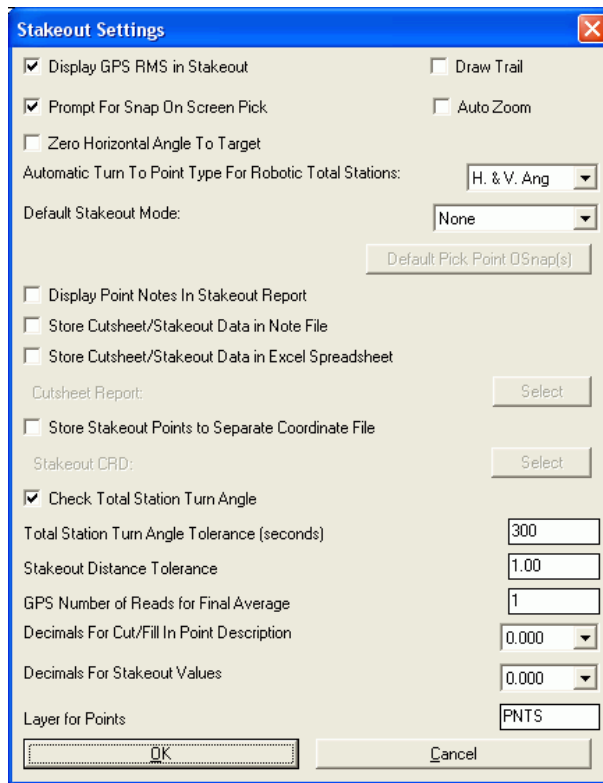 Stakeout Settings
Display GPS RMS in Stakeout Draw Trail
Prompt For Snap On Screen Pick Auto Zoom
Zero Horizontal Angle To Target
Automatic Turn To Point Type For Robotic Total Stations: H. & V. Ang
Default Stakeout Mode: None
Default Pick Point OSnap(s)
Display Point Notes In Stakeout Report
Store Cutsheet/Stakeout Data in Note File
Store Cutsheet/Stakeout Data in Excel Spreadsheet
Cutsheet Report: Select
Store Stakeout Points to Separate Coordinate File
Stakeout CRD: Select
Check Total Station Turn Angle
Total Station Turn Angle Tolerance (seconds) 300
Stakeout Distance Tolerance 1.00
GPS Number of Reads for Final Average 1
Decimals For Cut/Fill In Point Description 0.000
Decimals For Stakeout Values 0.000
Layer for Points PNTS
OK Cancel